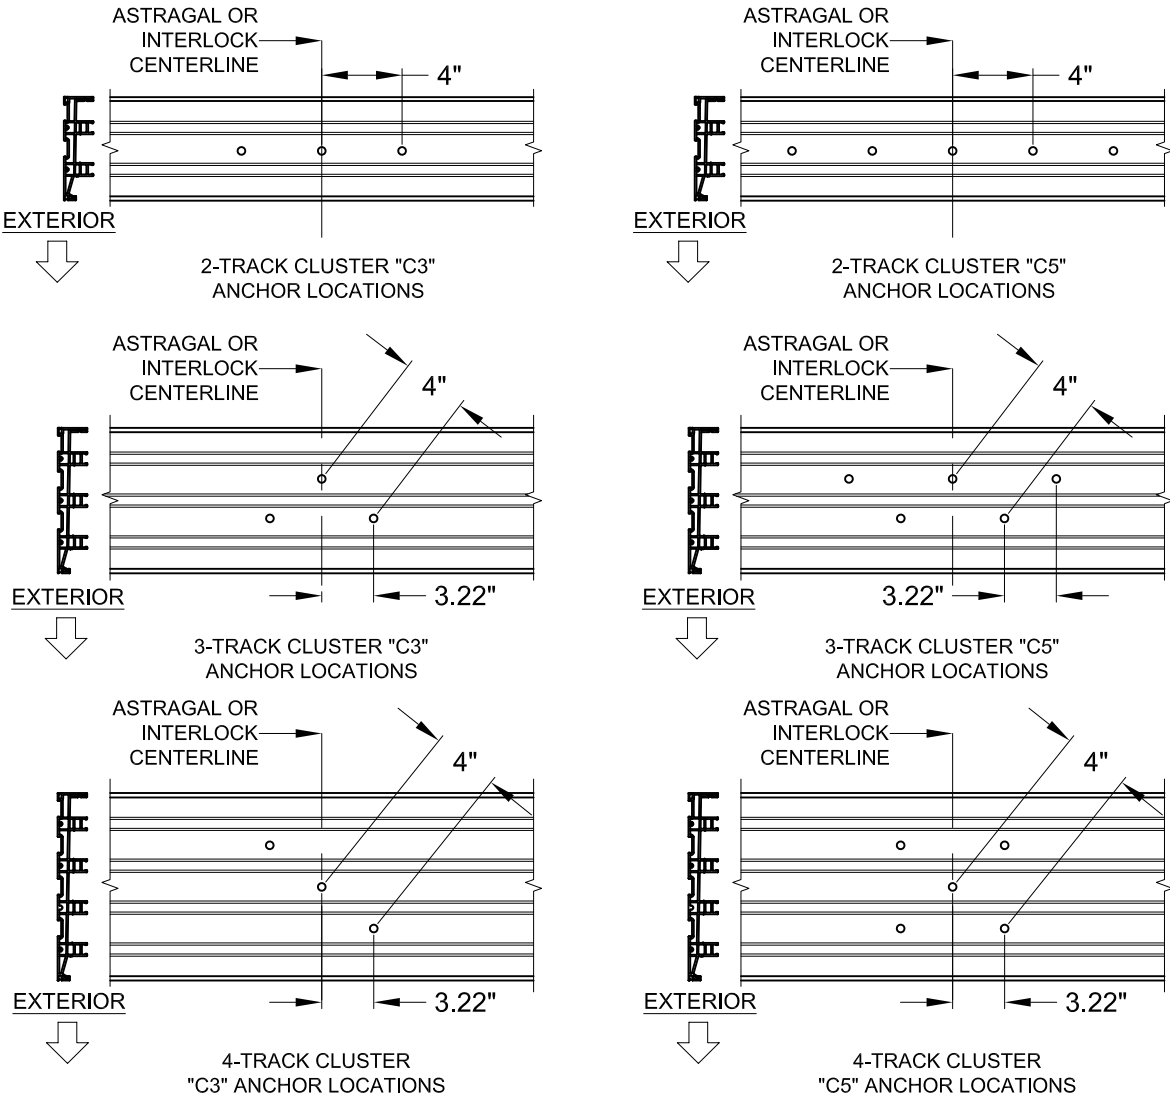 ASTRAGAL OR
INTERLOCK
CENTERLINE
4"
EXTERIOR
2-TRACK CLUSTER "C3"
ANCHOR LOCATIONS
ASTRAGAL OR
INTERLOCK
CENTERLINE
4"
EXTERIOR
2-TRACK CLUSTER "C5"
ANCHOR LOCATIONS
ASTRAGAL OR
INTERLOCK
CENTERLINE
4"
EXTERIOR
3.22"
3-TRACK CLUSTER "C3"
ANCHOR LOCATIONS
ASTRAGAL OR
INTERLOCK
CENTERLINE
4"
EXTERIOR
3.22"
3-TRACK CLUSTER "C5"
ANCHOR LOCATIONS
ASTRAGAL OR
INTERLOCK
CENTERLINE
4"
EXTERIOR
3.22"
4-TRACK CLUSTER
"C3" ANCHOR LOCATIONS
ASTRAGAL OR
INTERLOCK
CENTERLINE
4"
EXTERIOR
3.22"
4-TRACK CLUSTER
"C5" ANCHOR LOCATIONS